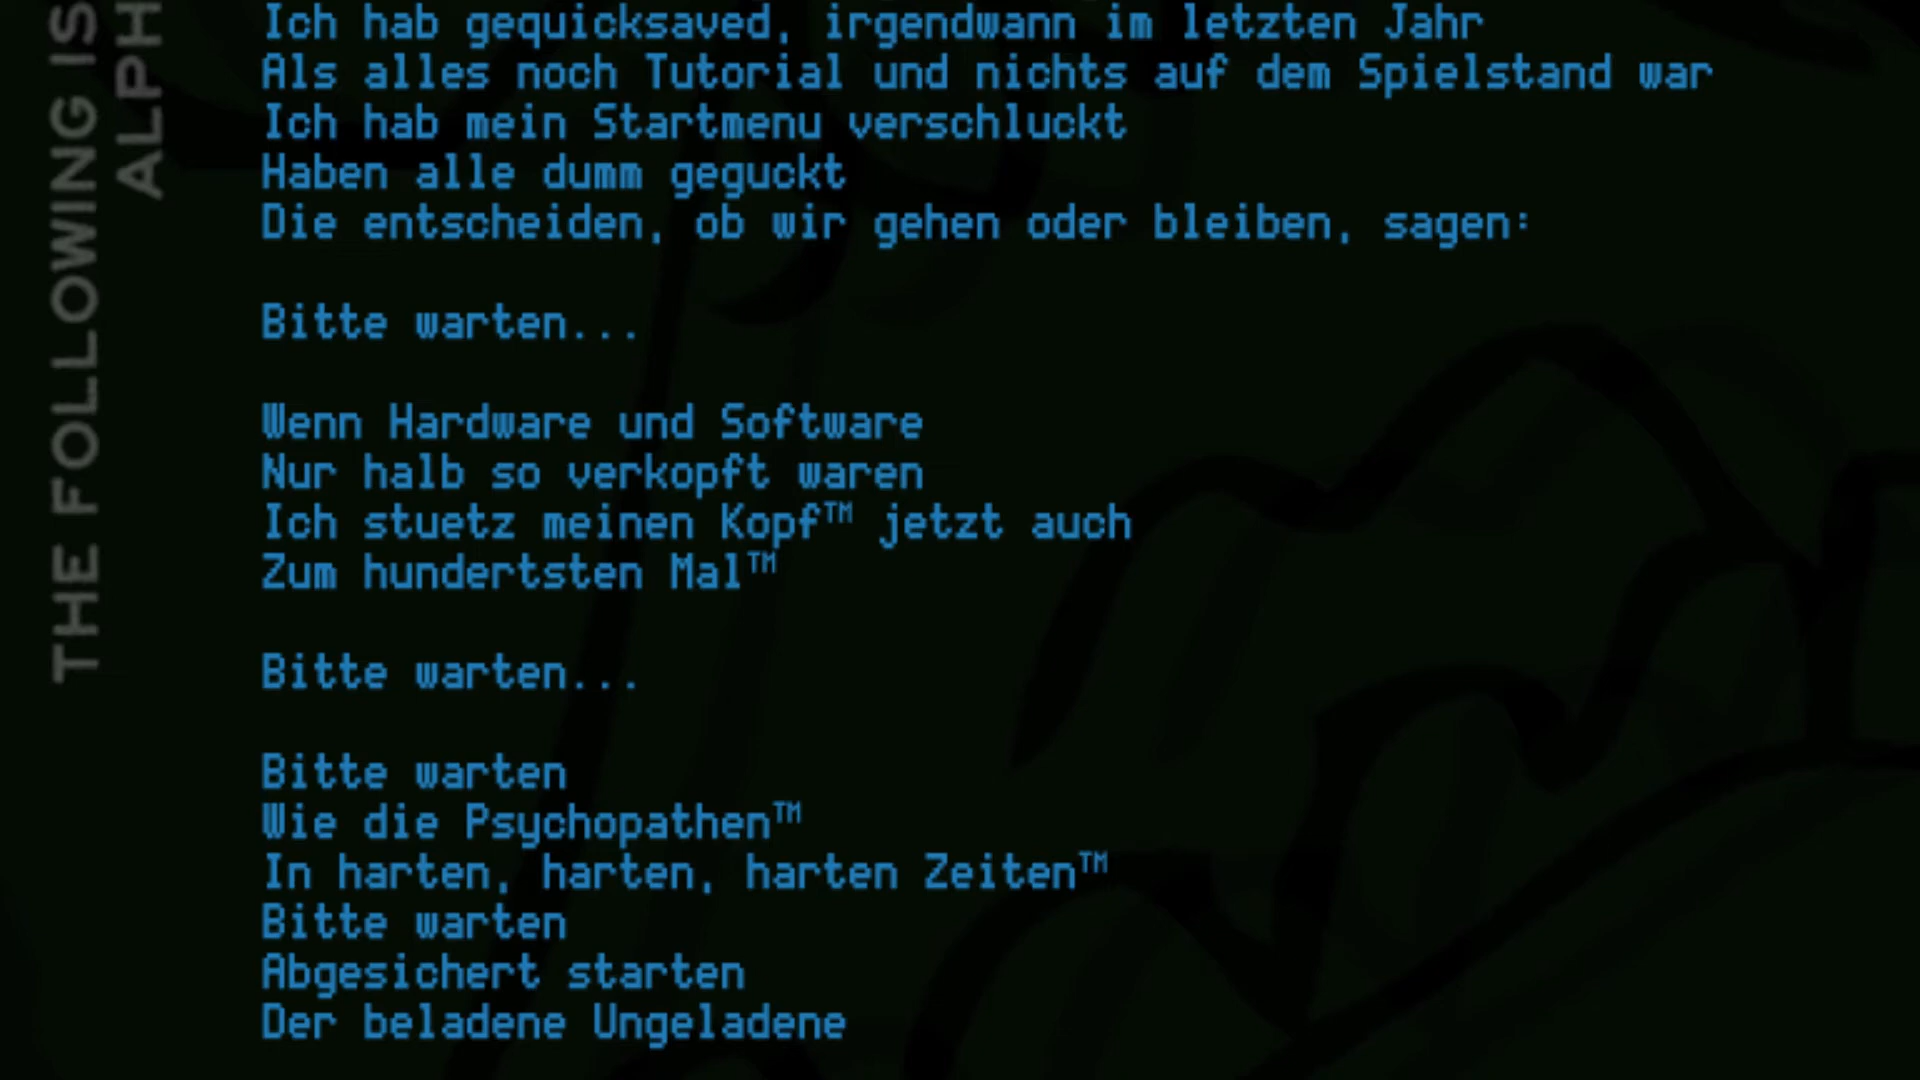 THE FOLLOWING IS
ALPH
Ich hab gequicksaved, irgendwann im letzten Jahr
Als alles noch Tutorial und nichts auf dem Spielstand war
Ich hab mein Startmenu verschluckt
Haben alle dumm geguckt
Die entscheiden, ob wir gehen oder bleiben, sagen:
Bitte warten...
Wenn Hardware und Software
Nur halb so verkopft waren
Ich stuetz meinen Kopf™ jetzt auch
Zum hundertsten Mal™
Bitte warten...
Bitte warten
Wie die Psychopathen™
In harten, harten, harten Zeiten™
Bitte warten
Abgesichert starten
Der beladene Ungeladene